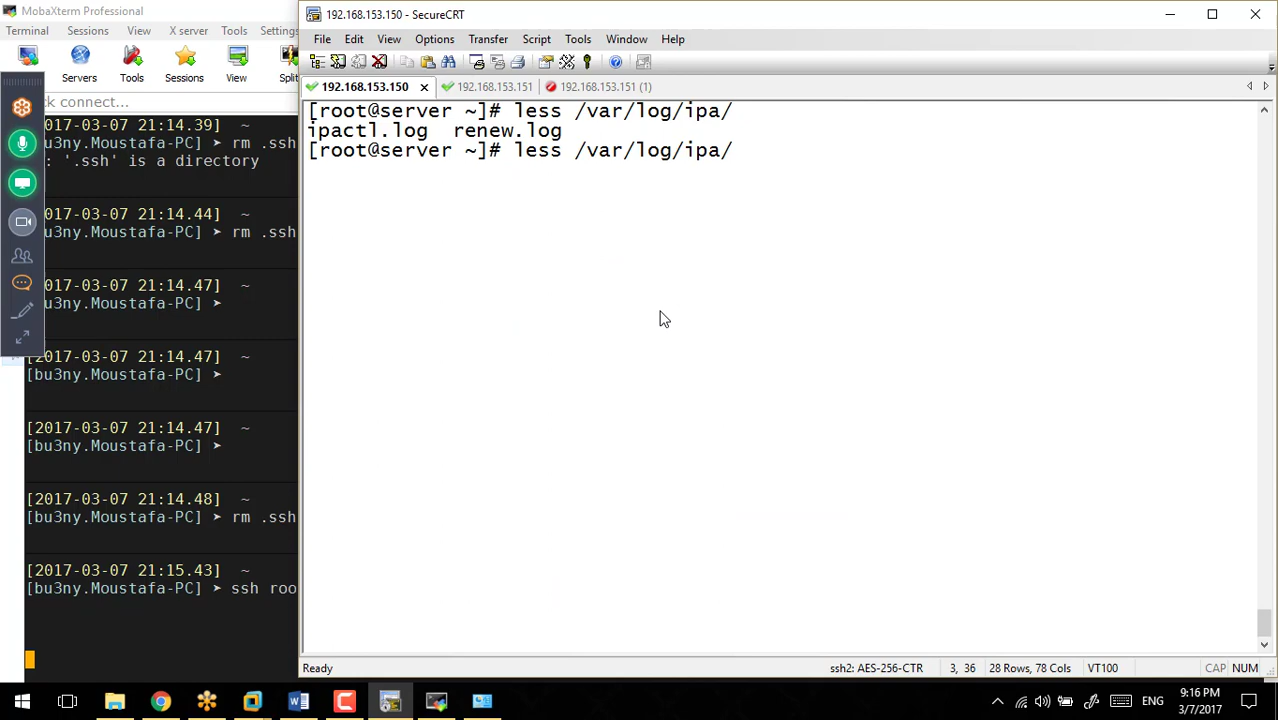 MobaXterm Professional
Terminal Sessions View X server Tools Settings
Servers Tools Sessions View Split
ck connect...
2017-03-07 21:14.39] ~
u3ny.Moustafa-PC] ➤ rm .ssh
: '.ssh' is a directory
2017-03-07 21:14.44] ~
u3ny.Moustafa-PC] ➤ rm .ssh
2017-03-07 21:14.47] ~
u3ny.Moustafa-PC] ➤
[2017-03-07 21:14.47] ~
[bu3ny.Moustafa-PC] ➤
[2017-03-07 21:14.47] ~
[bu3ny.Moustafa-PC] ➤
[2017-03-07 21:14.48] ~
[bu3ny.Moustafa-PC] ➤ rm .ssh
[2017-03-07 21:15.43] ~
[bu3ny.Moustafa-PC] ➤ ssh roo
192.168.153.150 - SecureCRT
File Edit View Options Transfer Script Tools Window Help
192.168.153.150 192.168.153.151 192.168.153.151 (1)
[root@server ~]# less /var/log/ipa/
ipactl.log renew.log
[root@server ~]# less /var/log/ipa/
Ready ssh2: AES-256-CTR 3, 36 28 Rows, 78 Cols VT100 CAP NUM
ENG
9:16 PM
3/7/2017